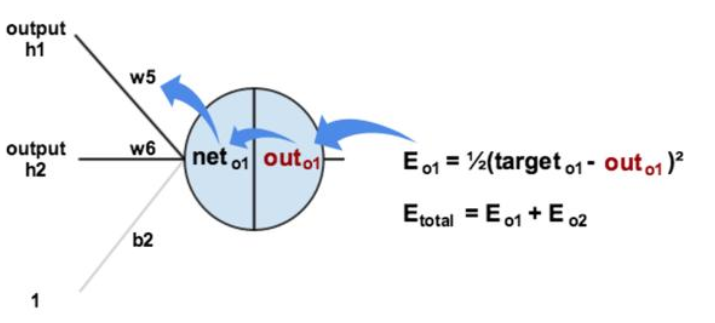 output
h1
w5
output
h2
w6
net o1
out o1
E o1 = ½(target o1 - out o1 )²
E total = E o1 + E o2
b2
1